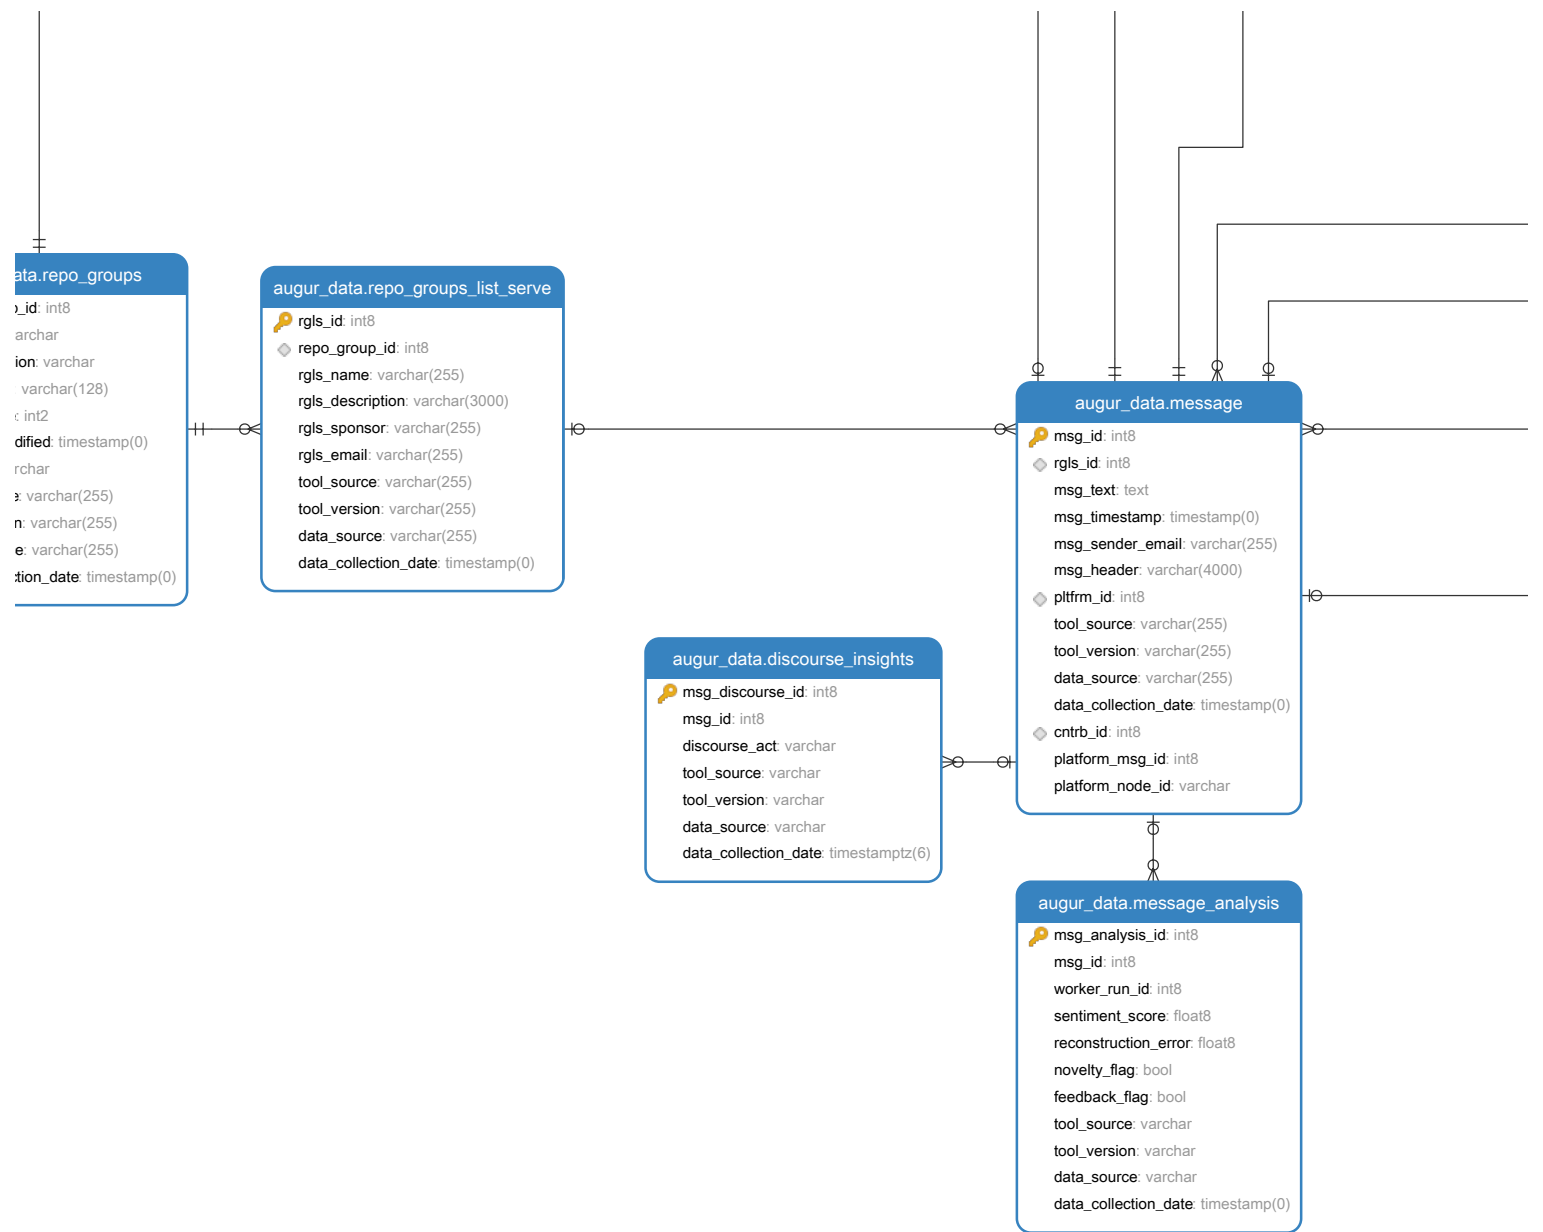 ata.repo_groups
_id: int8
archar
ion: varchar
varchar(128)
: int2
dified: timestamp(0)
rchar
e: varchar(255)
n: varchar(255)
e: varchar(255)
ction_date: timestamp(0)
augur_data.repo_groups_list_serve
rgls_id: int8
repo_group_id: int8
rgls_name: varchar(255)
rgls_description: varchar(3000)
rgls_sponsor: varchar(255)
rgls_email: varchar(255)
tool_source: varchar(255)
tool_version: varchar(255)
data_source: varchar(255)
data_collection_date: timestamp(0)
augur_data.message
msg_id: int8
rgls_id: int8
msg_text: text
msg_timestamp: timestamp(0)
msg_sender_email: varchar(255)
msg_header: varchar(4000)
pltfrm_id: int8
tool_source: varchar(255)
tool_version: varchar(255)
data_source: varchar(255)
data_collection_date: timestamp(0)
cntrb_id: int8
platform_msg_id: int8
platform_node_id: varchar
augur_data.discourse_insights
msg_discourse_id: int8
msg_id: int8
discourse_act: varchar
tool_source: varchar
tool_version: varchar
data_source: varchar
data_collection_date: timestamptz(6)
augur_data.message_analysis
msg_analysis_id: int8
msg_id: int8
worker_run_id: int8
sentiment_score: float8
reconstruction_error: float8
novelty_flag: bool
feedback_flag: bool
tool_source: varchar
tool_version: varchar
data_source: varchar
data_collection_date: timestamp(0)